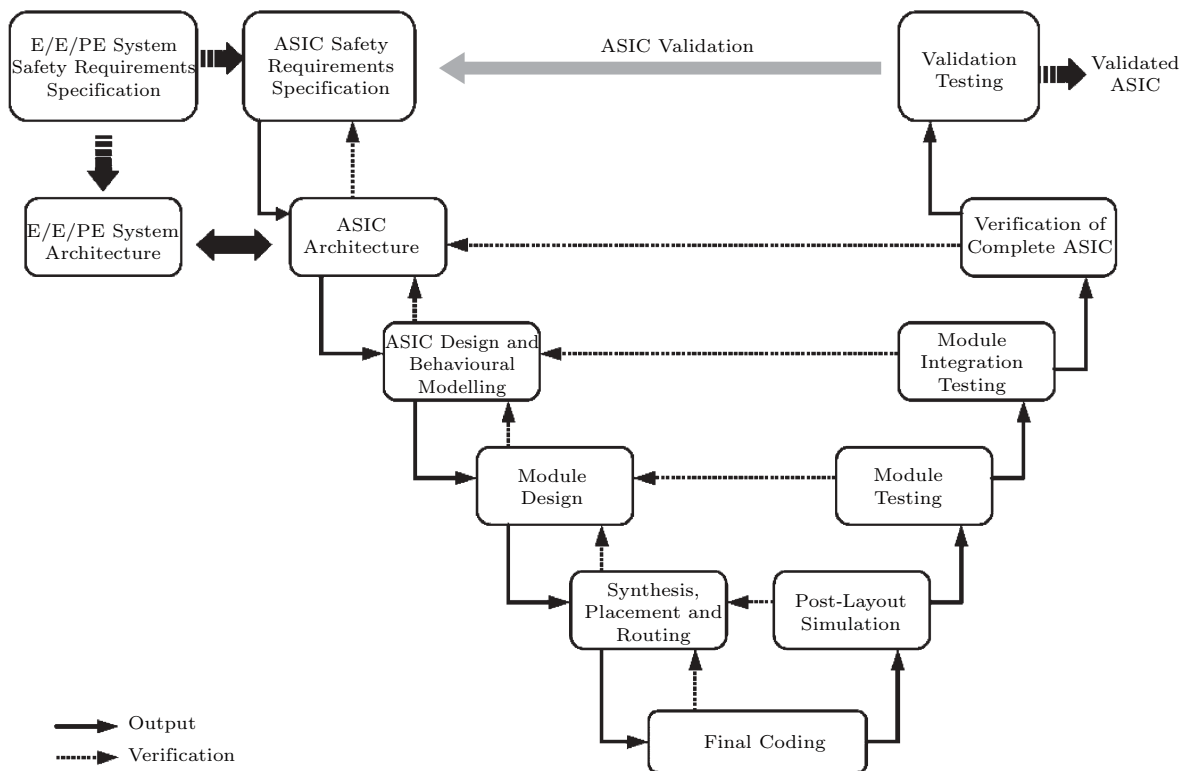 E/E/PE System
Safety Requirements
Specification
ASIC Safety
Requirements
Specification
ASIC Validation
Validation
Testing
Validated
ASIC
E/E/PE System
Architecture
ASIC
Architecture
Verification of
Complete ASIC
ASIC Design and
Behavioural
Modelling
Module
Integration
Testing
Module
Design
Module
Testing
Synthesis,
Placement and
Routing
Post-Layout
Simulation
Output
Final Coding
Verification